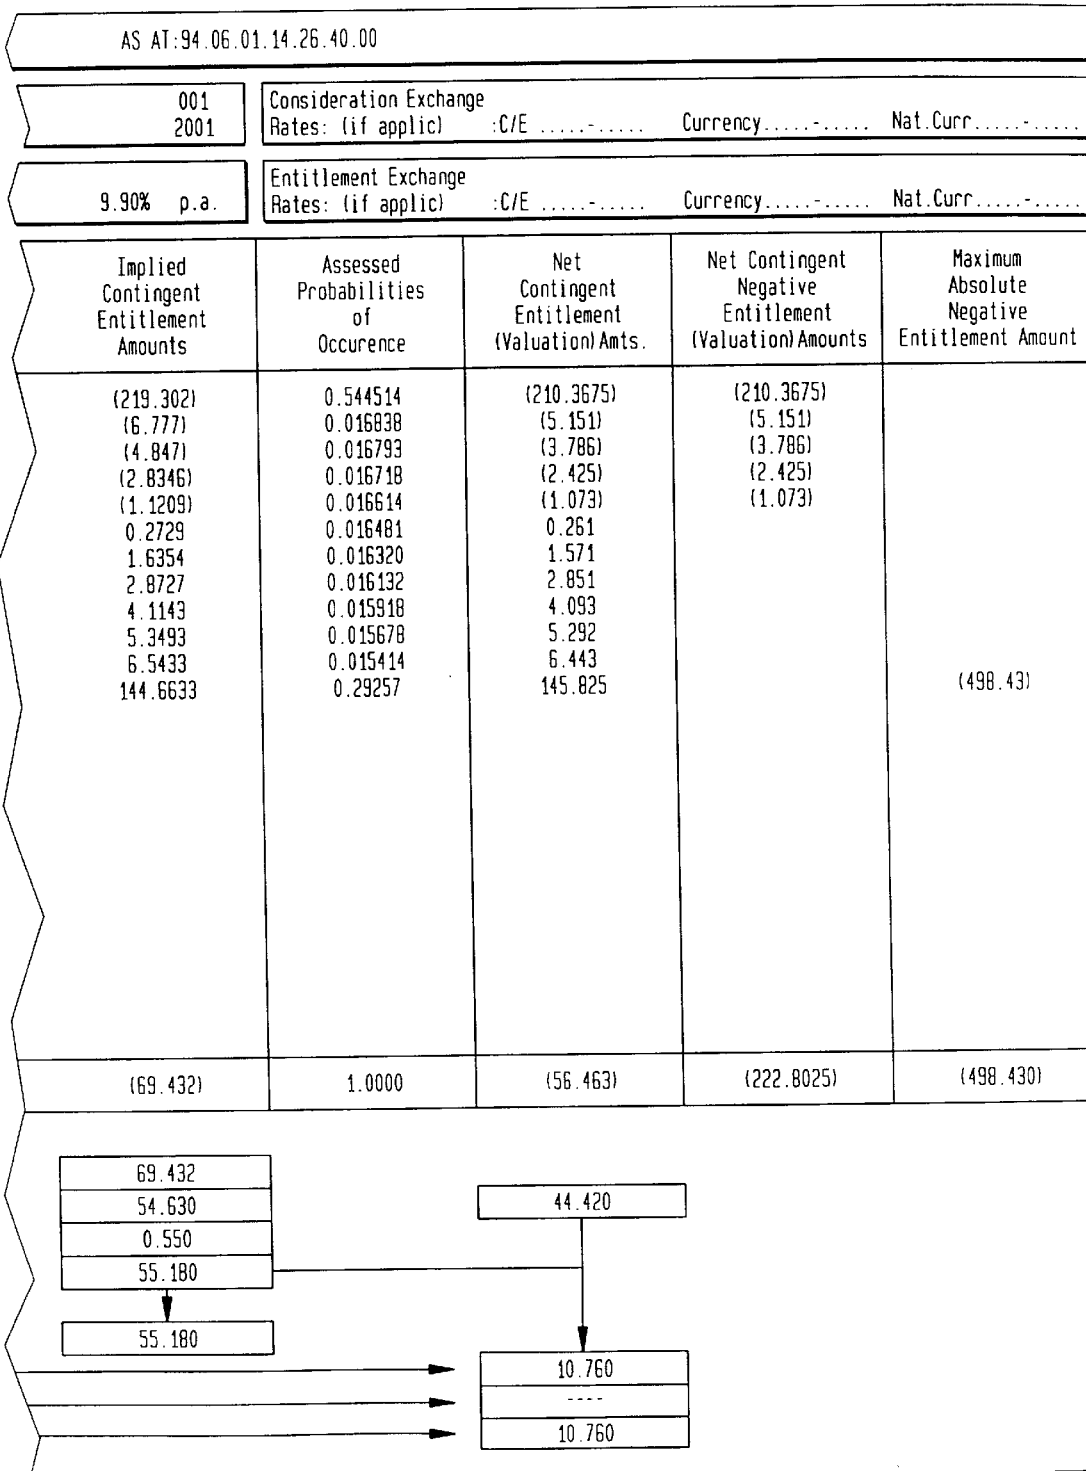 AS AT:94.06.01.14.26.40.00
001
2001
Consideration Exchange
Rates: (if applic) :C/E .....-..... Currency.....-..... Nat.Curr.....-.....
9.90% p.a.
Entitlement Exchange
Rates: (if applic) :C/E .....-..... Currency.....-..... Nat.Curr.....-.....
Implied Contingent Entitlement Amounts
Assessed Probabilities of Occurence
Net Contingent Entitlement (Valuation)Amts.
Net Contingent Negative Entitlement (Valuation)Amounts
Maximum Absolute Negative Entitlement Amount
(219.302) 0.544514 (210.3675) (210.3675)
(6.777) 0.016838 (5.151) (5.151)
(4.847) 0.016793 (3.786) (3.786)
(2.8346) 0.016718 (2.425) (2.425)
(1.1209) 0.016614 (1.073) (1.073)
0.2729 0.016481 0.261
1.6354 0.016320 1.571
2.8727 0.016132 2.851
4.1143 0.015918 4.093
5.3493 0.015678 5.292
6.5433 0.015414 6.443
144.6633 0.29257 145.825 (498.43)
(69.432) 1.0000 (56.463) (222.8025) (498.430)
69.432
54.630
0.550
55.180
55.180
44.420
10.760
----
10.760